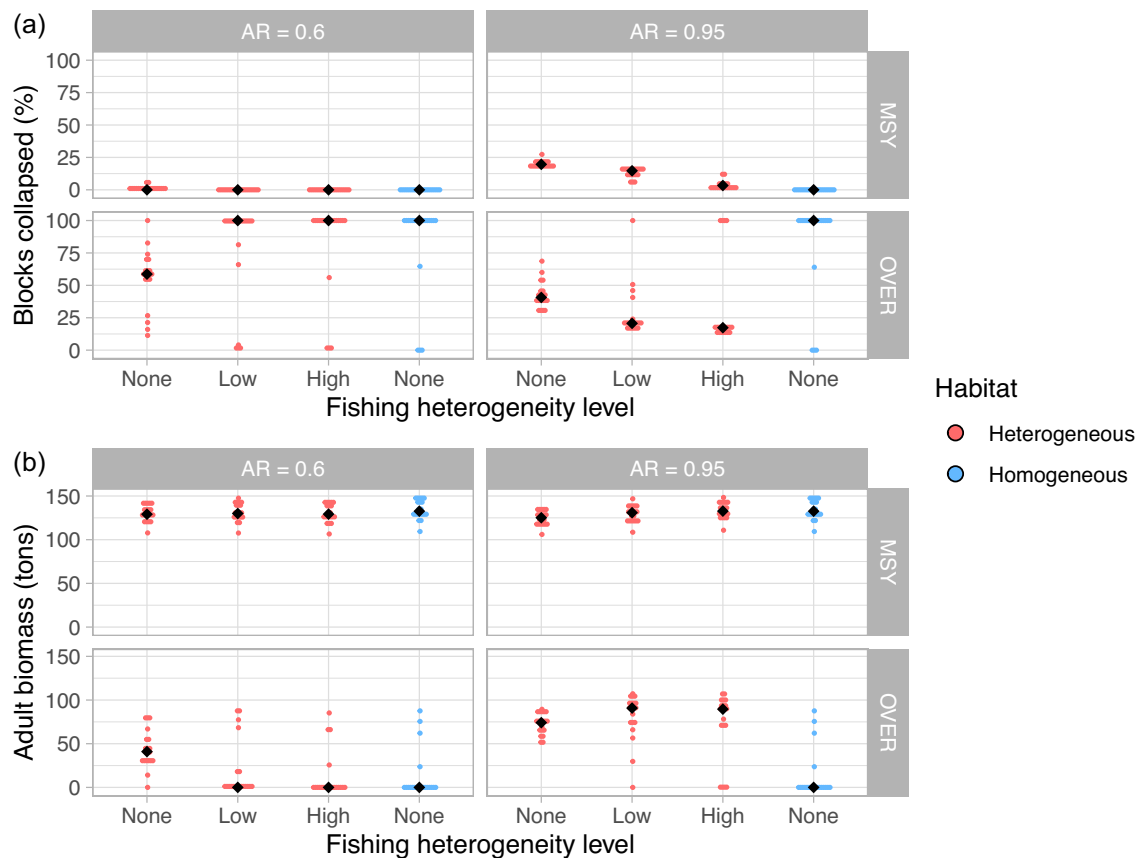 (a)
AR = 0.6 AR = 0.95
Blocks collapsed (%)
100
75
50
25
0
MSY
100
75
50
25
0
OVER
None Low High None None Low High None
Fishing heterogeneity level
(b)
AR = 0.6 AR = 0.95
Adult biomass (tons)
150
100
50
0
MSY
150
100
50
0
OVER
None Low High None None Low High None
Fishing heterogeneity level
Habitat
Heterogeneous
Homogeneous